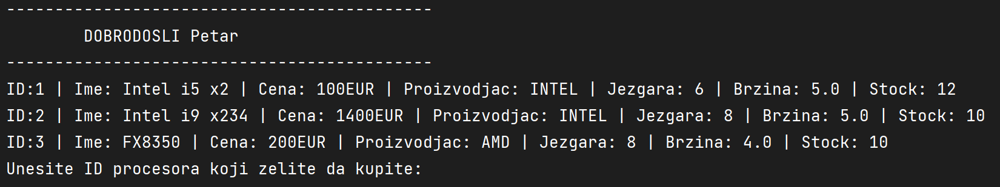 --------------------------------------------
DOBRODOSLI Petar
--------------------------------------------
ID:1 | Ime: Intel i5 x2 | Cena: 100EUR | Proizvodjac: INTEL | Jezgara: 6 | Brzina: 5.0 | Stock: 12
ID:2 | Ime: Intel i9 x234 | Cena: 1400EUR | Proizvodjac: INTEL | Jezgara: 8 | Brzina: 5.0 | Stock: 10
ID:3 | Ime: FX8350 | Cena: 200EUR | Proizvodjac: AMD | Jezgara: 8 | Brzina: 4.0 | Stock: 10
Unesite ID procesora koji zelite da kupite: